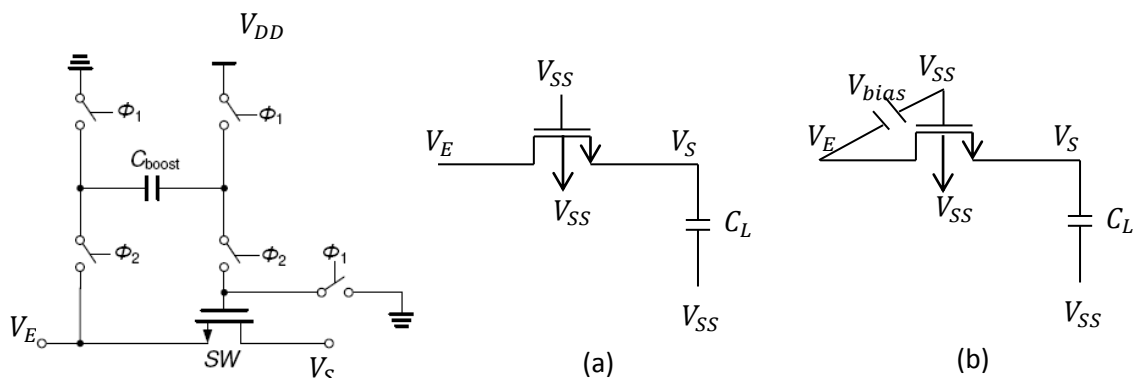 V_DD
Φ1
Φ1
C_boost
Φ2
Φ2
Φ1
V_E
SW
V_S
V_SS
V_E
V_S
V_SS
C_L
V_SS
(a)
V_SS
V_bias
V_E
V_S
V_SS
C_L
V_SS
(b)